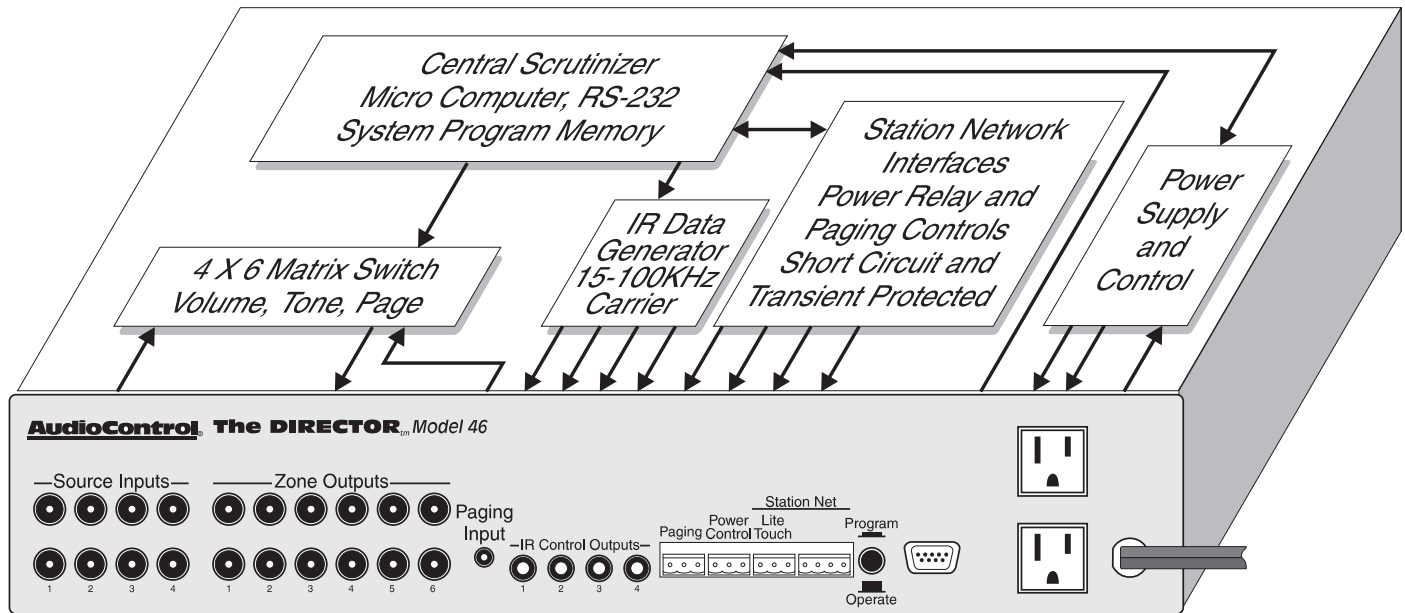 Central Scrutinizer
Micro Computer, RS-232
System Program Memory
Station Network
Interfaces
Power Relay and
Paging Controls
Short Circuit and
Transient Protected
Power
Supply
and
Control
IR Data
Generator
15-100KHz
Carrier
4 X 6 Matrix Switch
Volume, Tone, Page
AudioControl® The DIRECTOR™ Model 46
Source Inputs
Zone Outputs
Paging
Input
IR Control Outputs
Station Net
Paging
Power
Control
Lite
Touch
Program
Operate
1 2 3 4
1 2 3 4 5 6
1 2 3 4